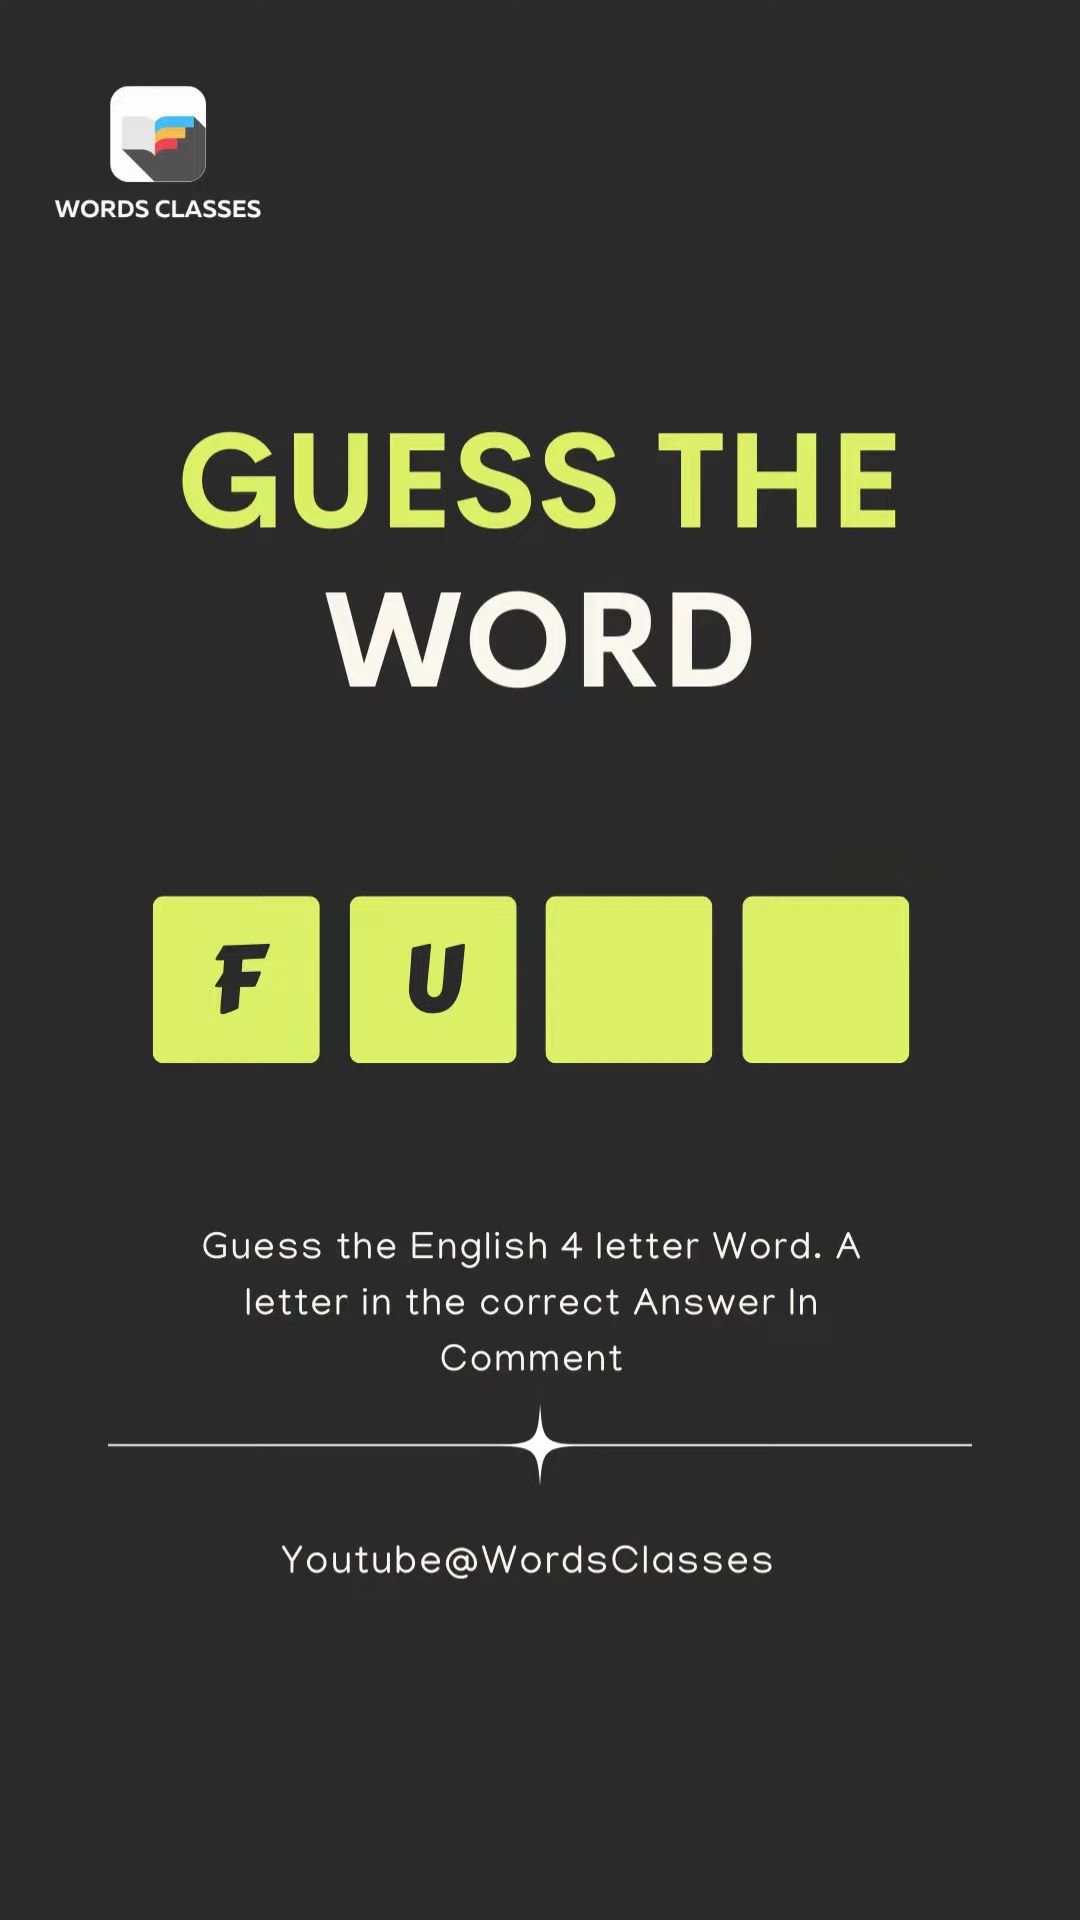 WORDS CLASSES
GUESS THE
WORD
F U
Guess the English 4 letter Word. A
letter in the correct Answer In
Comment
Youtube@WordsClasses